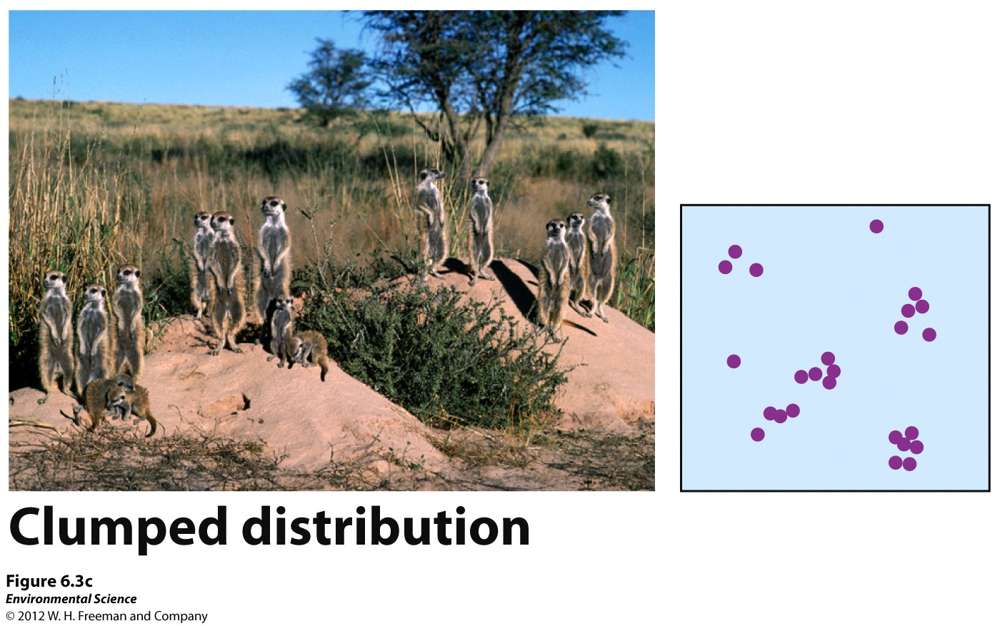 Clumped distribution
Figure 6.3c
Environmental Science
© 2012 W. H. Freeman and Company